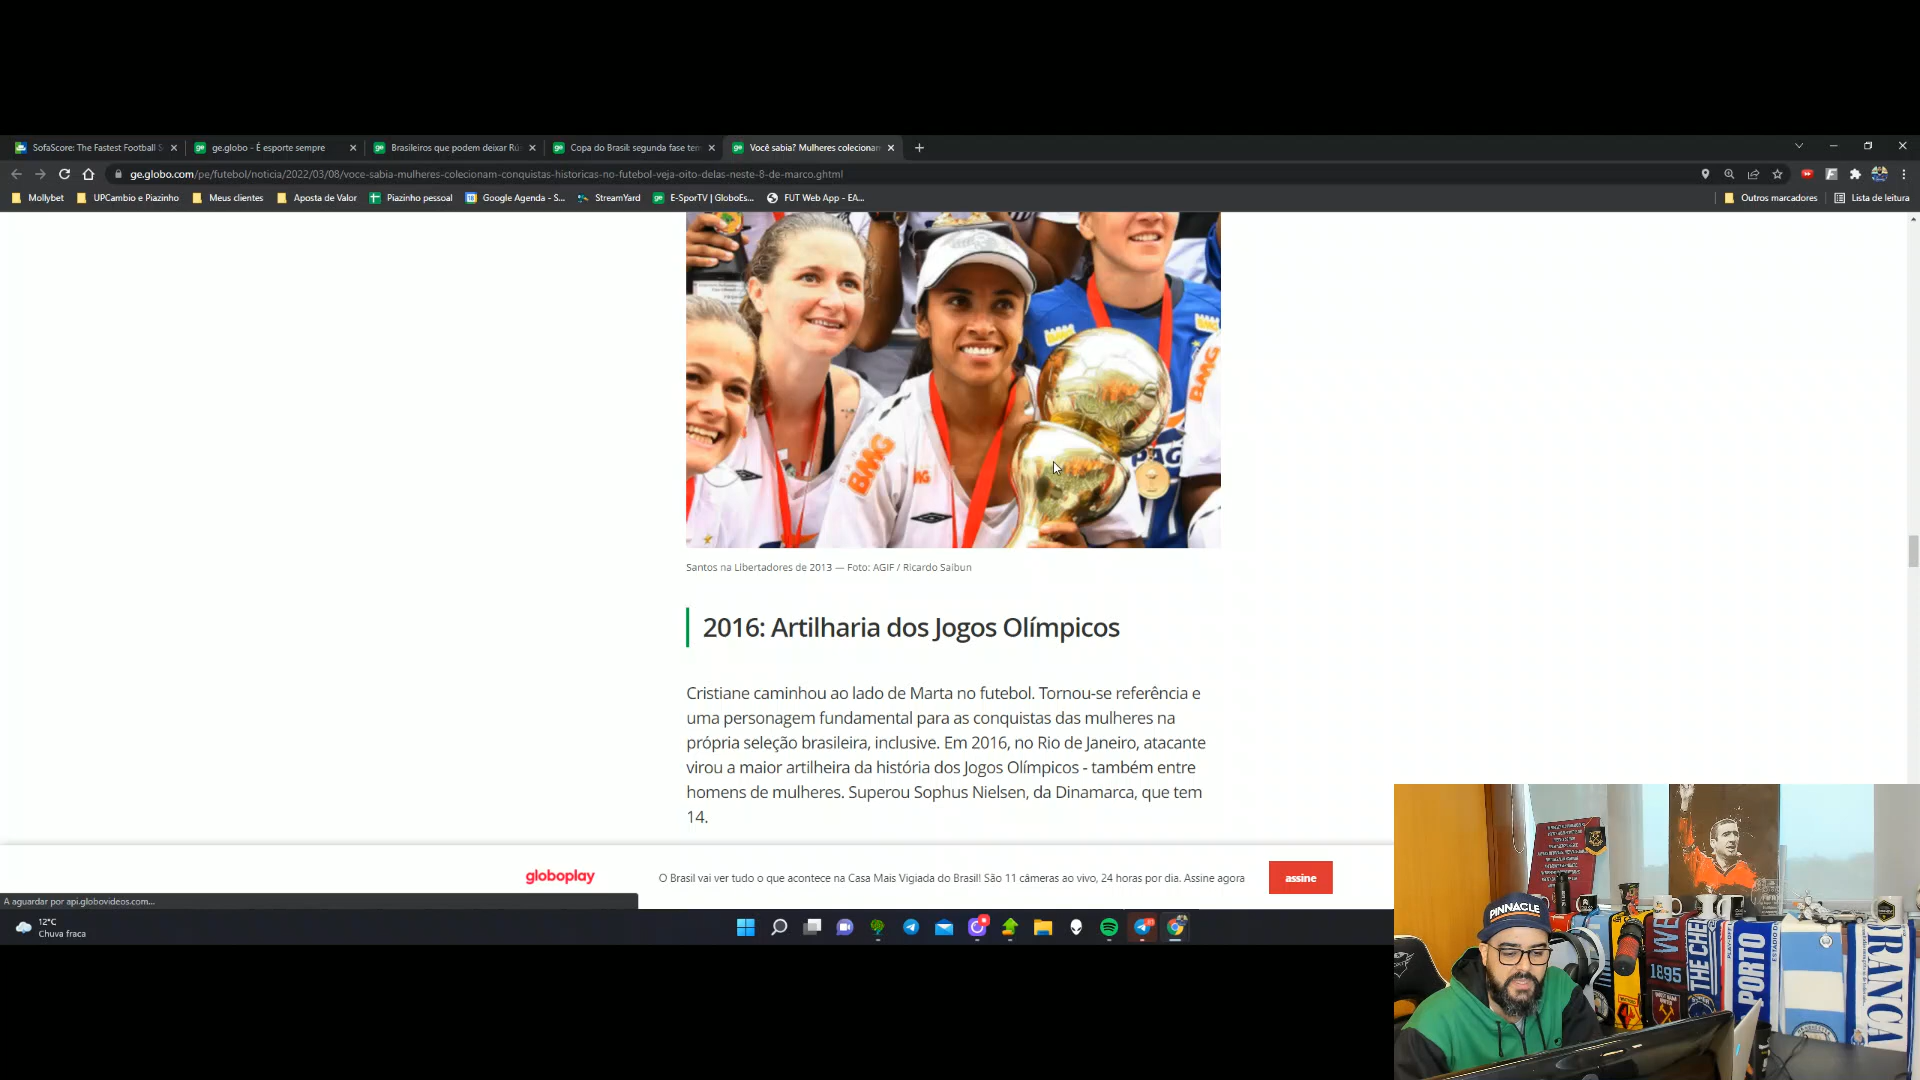 SofaScore: The Fastest Football S
ge.globo - É esporte sempre
Brasileiros que podem deixar Rús
Copa do Brasil: segunda fase tem
Você sabia? Mulheres colecionam
ge.globo.com/pe/futebol/noticia/2022/03/08/voce-sabia-mulheres-colecionam-conquistas-historicas-no-futebol-veja-oito-delas-neste-8-de-marco.ghtml
Mollybet
UPCambio e Piazinho
Meus clientes
Aposta de Valor
Piazinho pessoal
Google Agenda - S...
StreamYard
E-SporTV | GloboEs...
FUT Web App - EA...
Outros marcadores
Lista de leitura
BMG
BMG
Santos na Libertadores de 2013 — Foto: AGIF / Ricardo Saibun
2016: Artilharia dos Jogos Olímpicos
Cristiane caminhou ao lado de Marta no futebol. Tornou-se referência e
uma personagem fundamental para as conquistas das mulheres na
própria seleção brasileira, inclusive. Em 2016, no Rio de Janeiro, atacante
virou a maior artilheira da história dos Jogos Olímpicos - também entre
homens de mulheres. Superou Sophus Nielsen, da Dinamarca, que tem
14.
globoplay
O Brasil vai ver tudo o que acontece na Casa Mais Vigiada do Brasil! São 11 câmeras ao vivo, 24 horas por dia. Assine agora
assine
A aguardar por api.globovideos.com...
12°C
Chuva fraca
PINNACLE
1895
THE CHE
PORTO
BRANCA